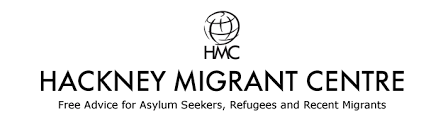 HMC
HACKNEY MIGRANT CENTRE
Free Advice for Asylum Seekers, Refugees and Recent Migrants